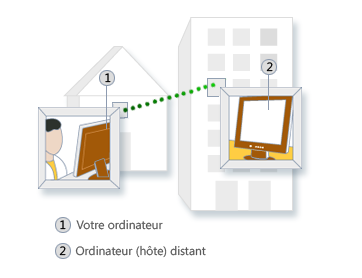 1
2
1 Votre ordinateur
2 Ordinateur (hôte) distant